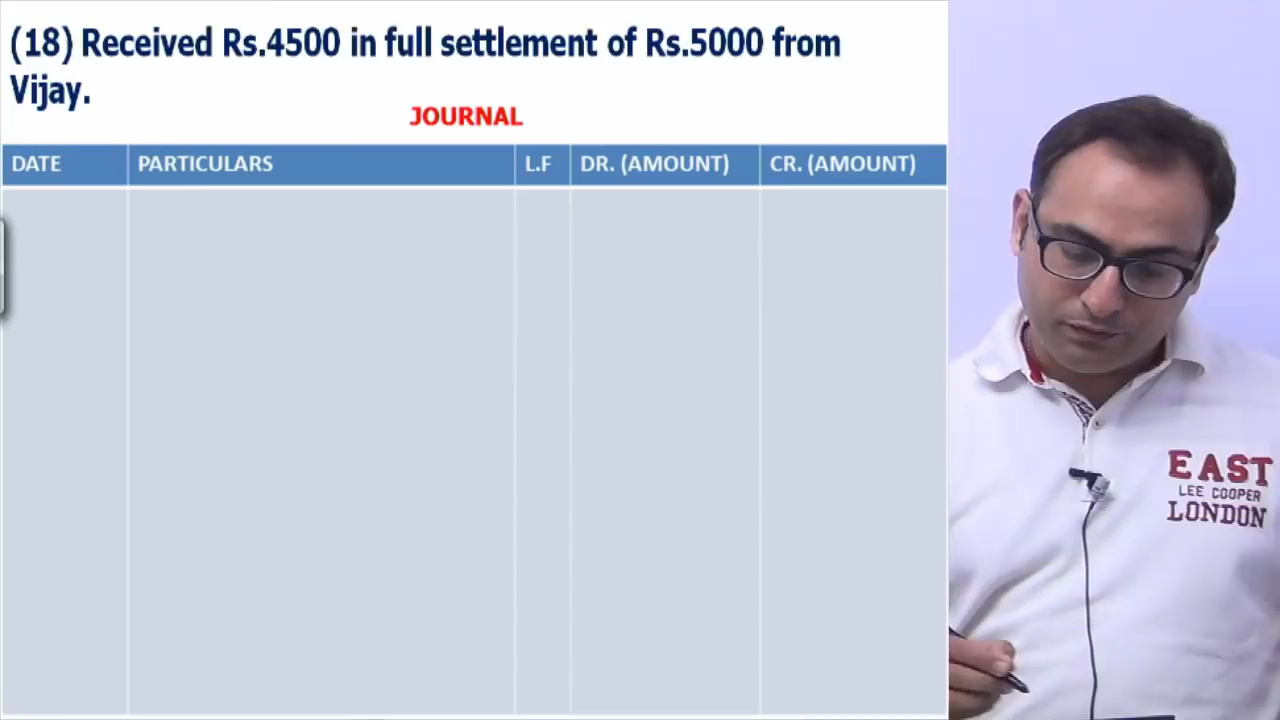 (18) Received Rs.4500 in full settlement of Rs.5000 from
Vijay.
JOURNAL
DATE PARTICULARS L.F DR. (AMOUNT) CR. (AMOUNT)
EAST
LEE COOPER
LONDON